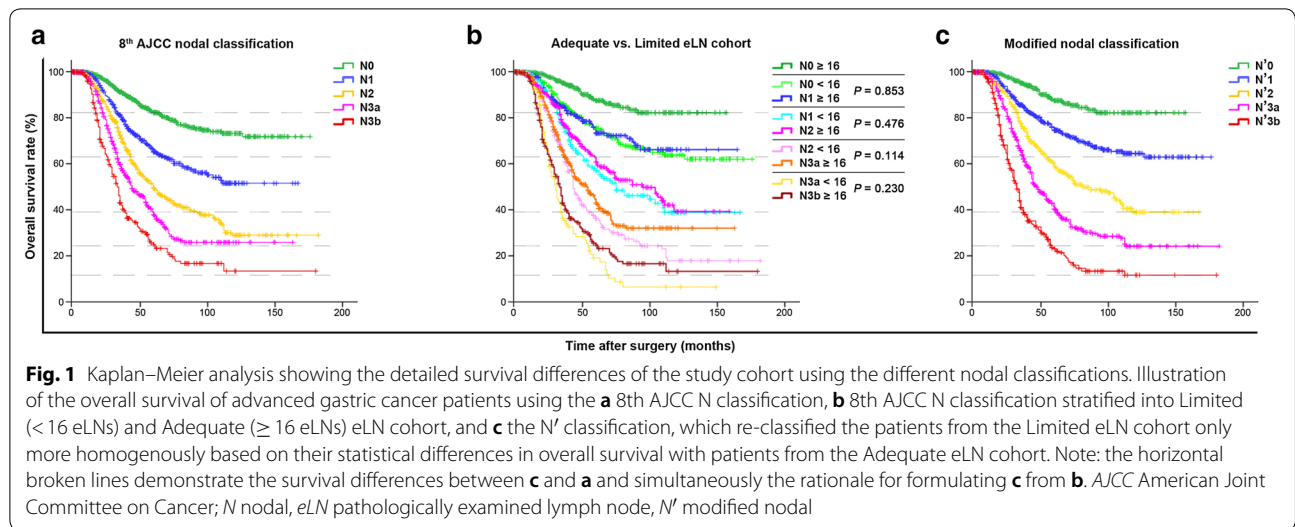 a
8th AJCC nodal classification
N0
N1
N2
N3a
N3b
100
80
60
40
20
0
0 50 100 150 200
Overall survival rate (%)
b
Adequate vs. Limited eLN cohort
N0 ≥ 16
N0 < 16
N1 ≥ 16
P = 0.853
N1 < 16
N2 ≥ 16
P = 0.476
N2 < 16
N3a ≥ 16
P = 0.114
N3a < 16
N3b ≥ 16
P = 0.230
100
80
60
40
20
0
0 50 100 150 200
c
Modified nodal classification
N'0
N'1
N'2
N'3a
N'3b
100
80
60
40
20
0
0 50 100 150 200
Time after surgery (months)
Fig. 1 Kaplan–Meier analysis showing the detailed survival differences of the study cohort using the different nodal classifications. Illustration
of the overall survival of advanced gastric cancer patients using the a 8th AJCC N classification, b 8th AJCC N classification stratified into Limited
(< 16 eLNs) and Adequate (≥ 16 eLNs) eLN cohort, and c the N′ classification, which re-classified the patients from the Limited eLN cohort only
more homogenously based on their statistical differences in overall survival with patients from the Adequate eLN cohort. Note: the horizontal
broken lines demonstrate the survival differences between c and a and simultaneously the rationale for formulating c from b. AJCC American Joint
Committee on Cancer; N nodal, eLN pathologically examined lymph node, N′ modified nodal